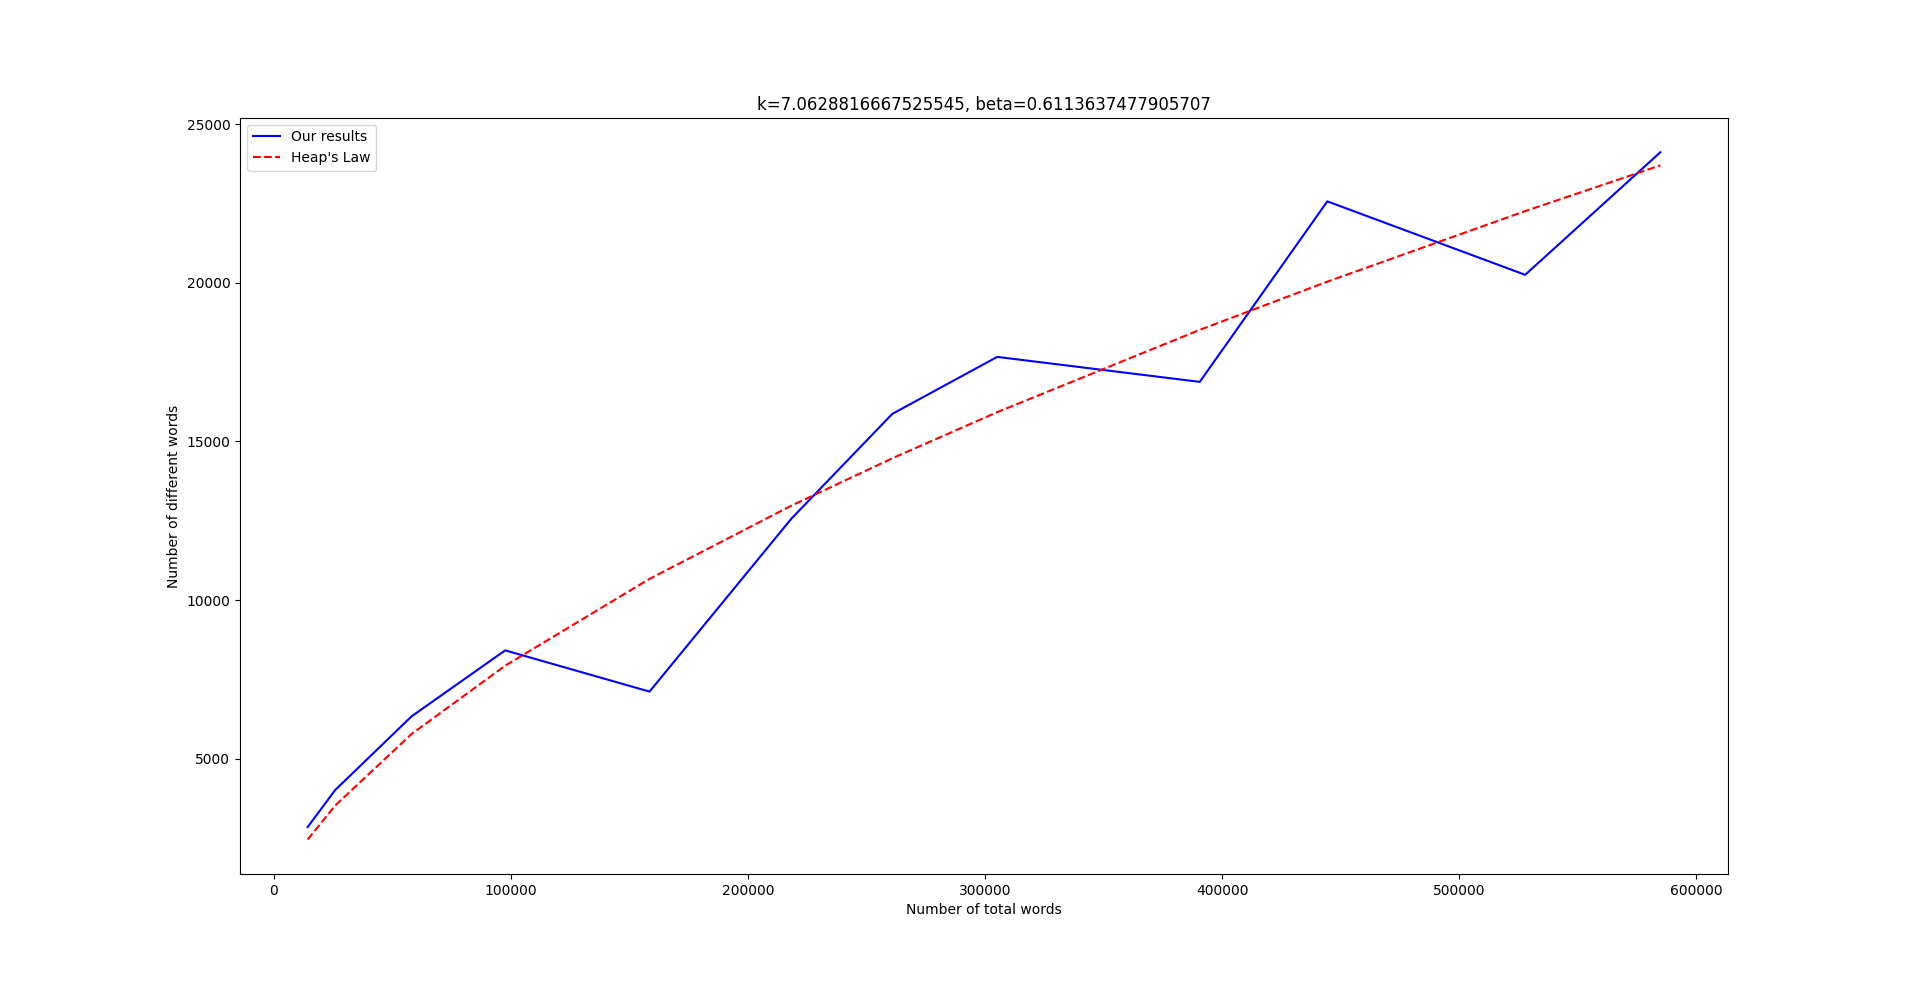 k=7.0628816667525545, beta=0.6113637477905707
Our results
Heap's Law
25000
20000
15000
10000
5000
Number of different words
0 100000 200000 300000 400000 500000 600000
Number of total words